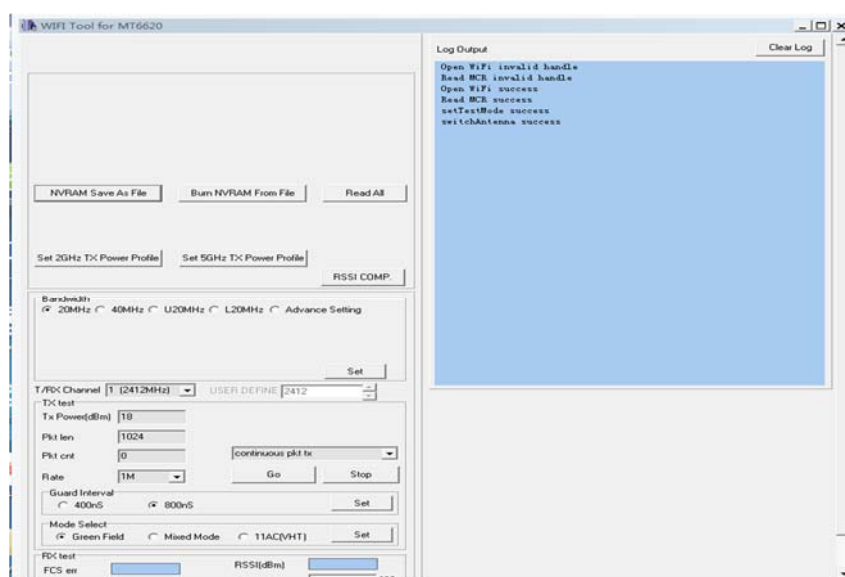 WIFI Tool for MT6620
Log Output
Clear Log
Open WiFi invalid handle
Read MCR invalid handle
Open WiFi success
Read MCR success
setTestMode success
switchAntenna success
NVRAM Save As File
Burn NVRAM From File
Read All
Set 2GHz TX Power Profile
Set 5GHz TX Power Profile
RSSI COMP.
Bandwidth
20MHz 40MHz U20MHz L20MHz Advance Setting
Set
T/RX Channel 1 (2412MHz) USER DEFINE 2412
TX test
Tx Power(dBm) 18
Pkt len 1024
Pkt cnt 0 continuous pkt tx
Rate 1M Go Stop
Guard Interval
400nS 800nS Set
Mode Select
Green Field Mixed Mode 11AC(VHT) Set
RX test
FCS err RSSI(dBm)